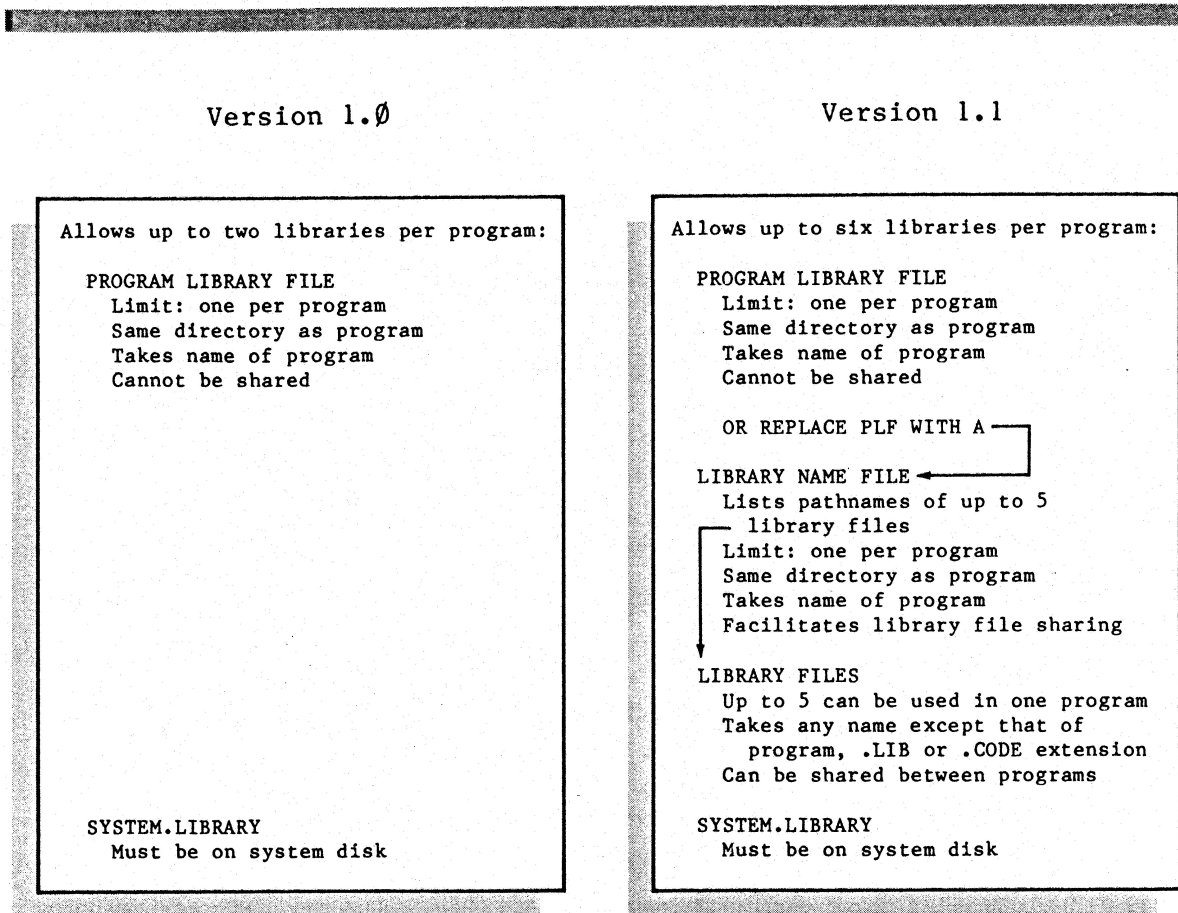 Version 1.0
Allows up to two libraries per program:
PROGRAM LIBRARY FILE
Limit: one per program
Same directory as program
Takes name of program
Cannot be shared
SYSTEM.LIBRARY
Must be on system disk
Version 1.1
Allows up to six libraries per program:
PROGRAM LIBRARY FILE
Limit: one per program
Same directory as program
Takes name of program
Cannot be shared
OR REPLACE PLF WITH A
LIBRARY NAME FILE
Lists pathnames of up to 5
library files
Limit: one per program
Same directory as program
Takes name of program
Facilitates library file sharing
LIBRARY FILES
Up to 5 can be used in one program
Takes any name except that of
program, .LIB or .CODE extension
Can be shared between programs
SYSTEM.LIBRARY
Must be on system disk